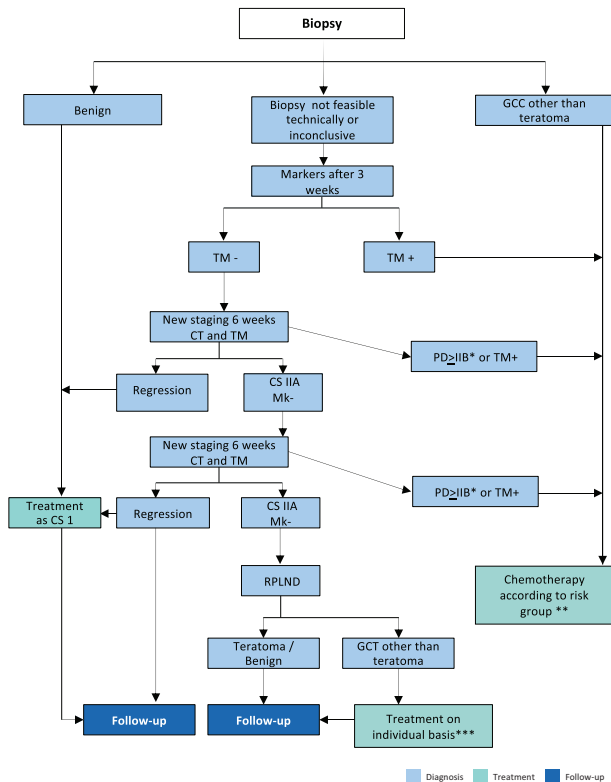 Biopsy
Benign
Biopsy not feasible
technically or
inconclusive
GCC other than
teratoma
Markers after 3
weeks
TM -
TM +
New staging 6 weeks
CT and TM
PD≥IIB* or TM+
Regression
CS IIA
Mk-
New staging 6 weeks
CT and TM
PD≥IIB* or TM+
Treatment
as CS 1
Regression
CS IIA
Mk-
RPLND
Chemotherapy
according to risk
group **
Teratoma /
Benign
GCT other than
teratoma
Follow-up
Follow-up
Treatment on
individual basis***
Diagnosis
Treatment
Follow-up